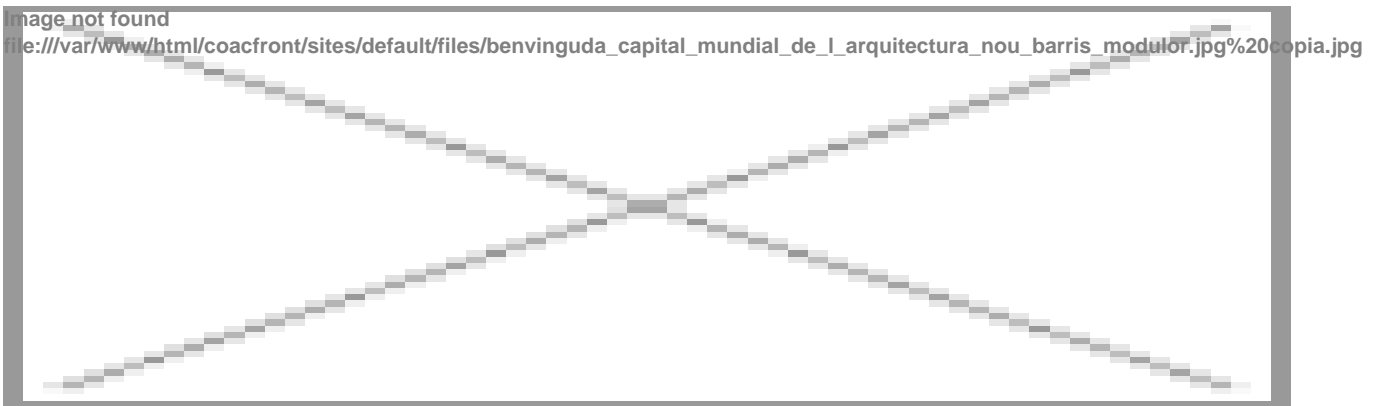 Image not found
file:///var/www/html/coacfront/sites/default/files/benvinguda_capital_mundial_de_l_arquitectura_nou_barris_modulor.jpg%20copia.jpg